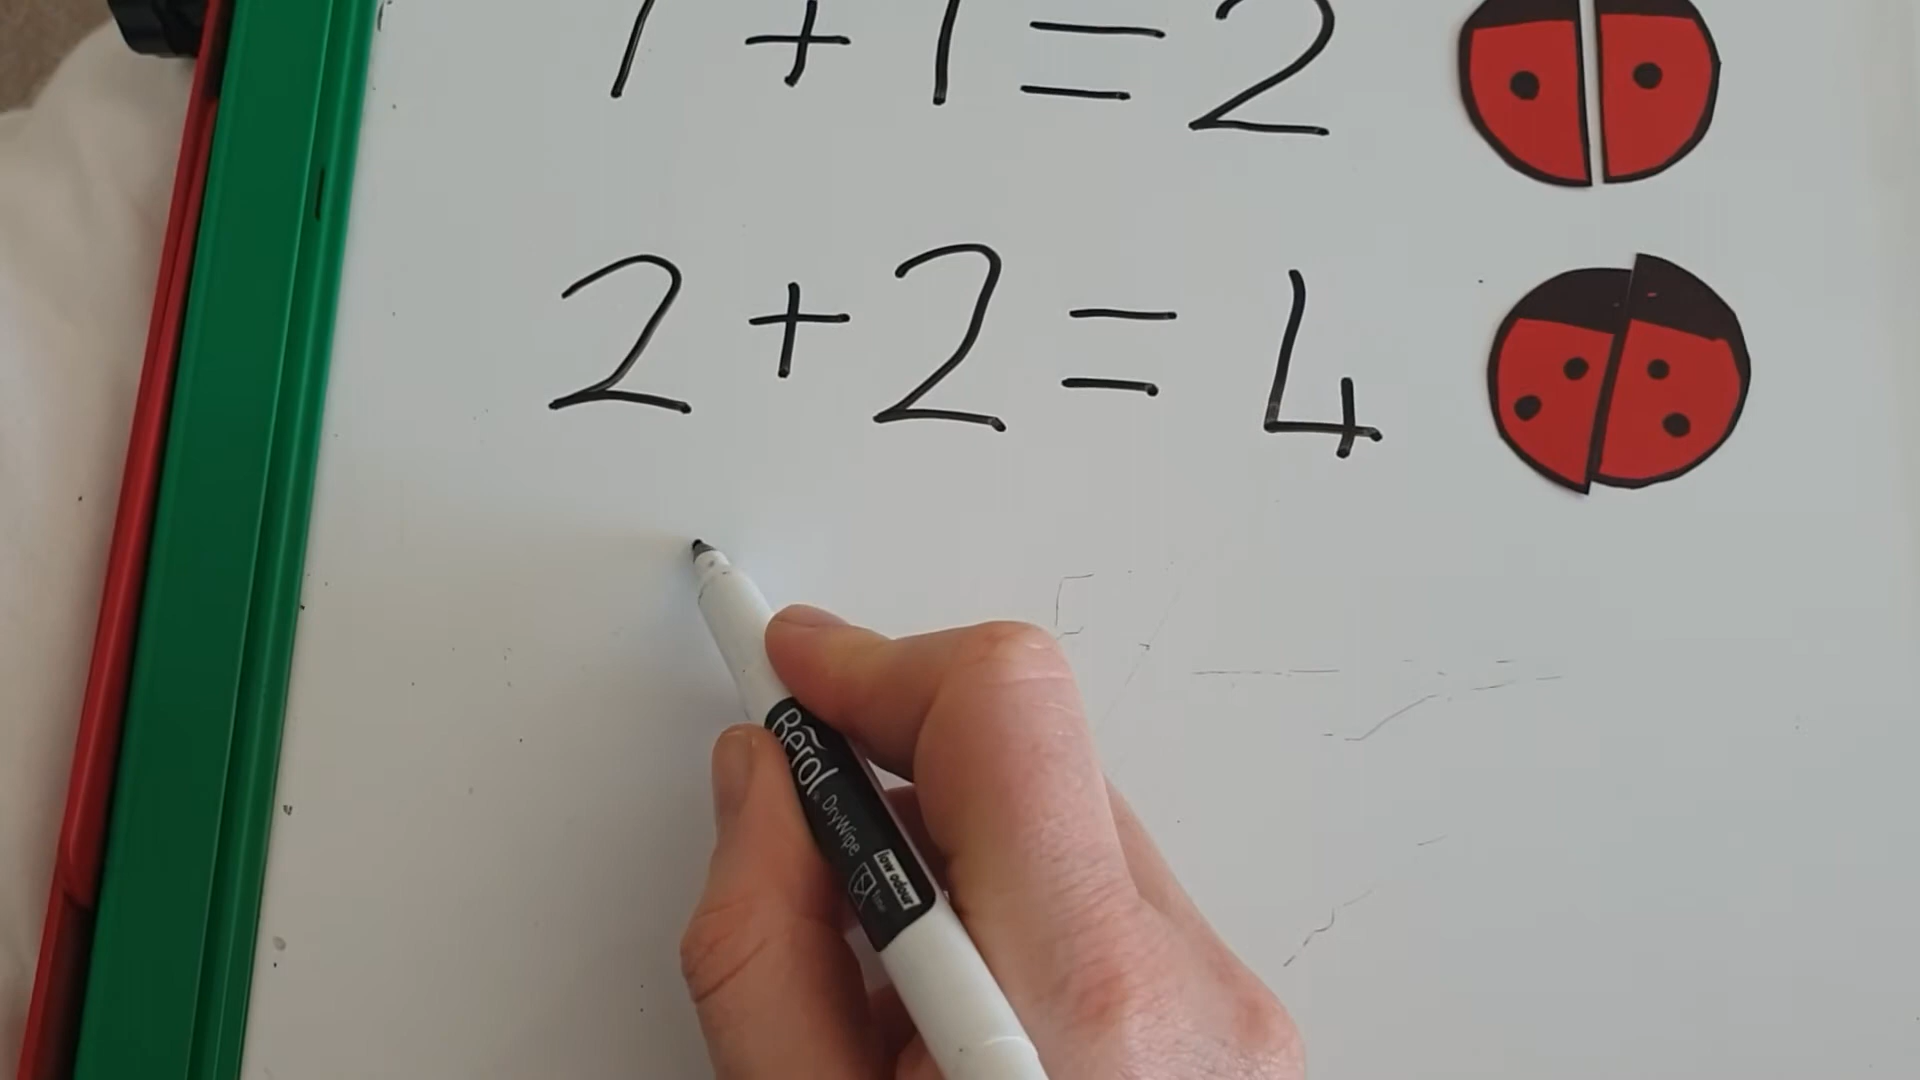 1 + 1 = 2
2 + 2 = 4
Berol
DryWipe
low odour